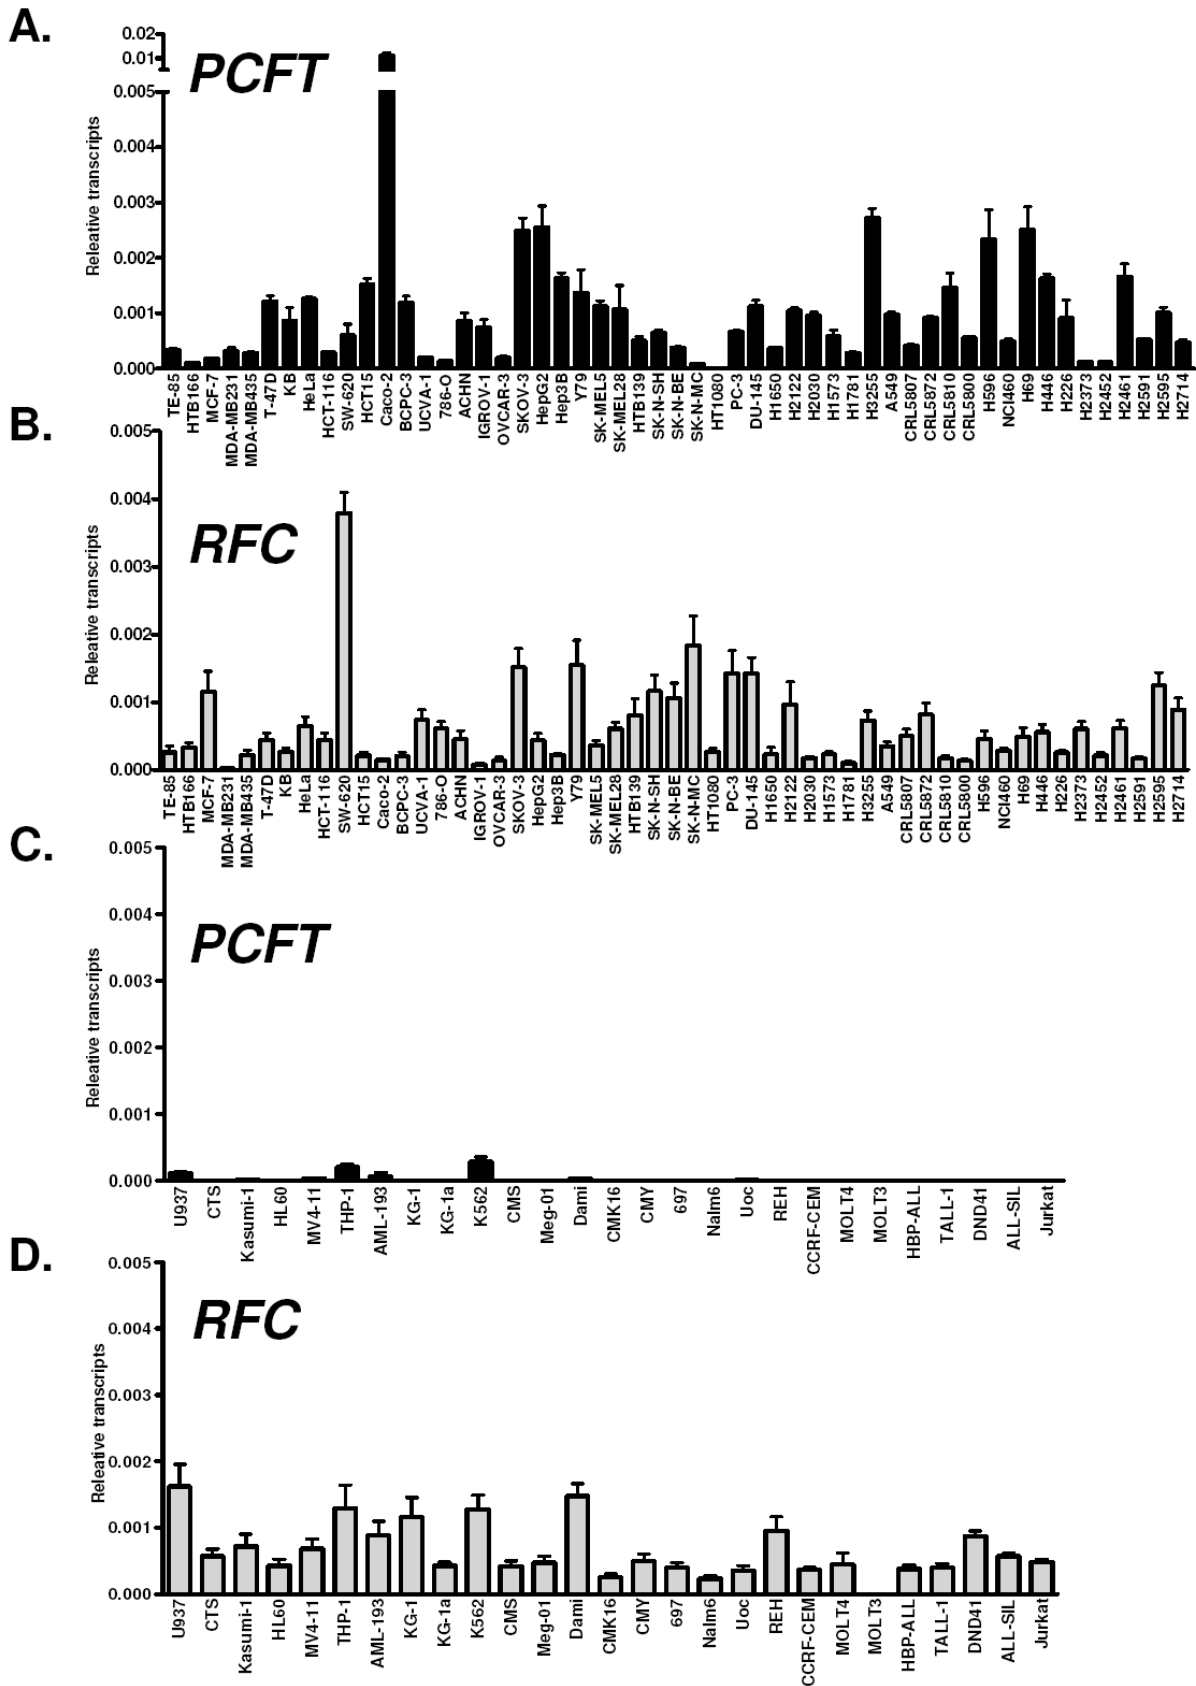 A.
PCFT
Releative transcripts
0.02
0.01
0.005
0.004
0.003
0.002
0.001
0.000
TE-85
HTB166
MCF-7
MDA-MB231
MDA-MB435
T-47D
KB
HeLa
HCT-116
SW-620
HCT15
Caco-2
BCPC-3
UCVA-1
786-O
ACHN
IGROV-1
OVCAR-3
SKOV-3
HepG2
Hep3B
Y79
SK-MEL5
SK-MEL28
HTB139
SK-N-SH
SK-N-BE
SK-N-MC
HT1080
PC-3
DU-145
H1650
H2122
H2030
H1573
H1781
H3255
A549
CRL5807
CRL5872
CRL5810
CRL5800
H596
NCI460
H69
H446
H226
H2373
H2452
H2461
H2591
H2595
H2714
B.
RFC
Releative transcripts
0.005
0.004
0.003
0.002
0.001
0.000
TE-85
HTB166
MCF-7
MDA-MB231
MDA-MB435
T-47D
KB
HeLa
HCT-116
SW-620
HCT15
Caco-2
BCPC-3
UCVA-1
786-O
ACHN
IGROV-1
OVCAR-3
SKOV-3
HepG2
Hep3B
Y79
SK-MEL5
SK-MEL28
HTB139
SK-N-SH
SK-N-BE
SK-N-MC
HT1080
PC-3
DU-145
H1650
H2122
H2030
H1573
H1781
H3255
A549
CRL5807
CRL5872
CRL5810
CRL5800
H596
NCI460
H69
H446
H226
H2373
H2452
H2461
H2591
H2595
H2714
C.
PCFT
Releative transcripts
0.005
0.004
0.003
0.002
0.001
0.000
U937
CTS
Kasumi-1
HL60
MV4-11
THP-1
AML-193
KG-1
KG-1a
K562
CMS
Meg-01
Dami
CMK16
CMY
697
Nalm6
Uoc
REH
CCRF-CEM
MOLT4
MOLT3
HBP-ALL
TALL-1
DND41
ALL-SIL
Jurkat
D.
RFC
Releative transcripts
0.005
0.004
0.003
0.002
0.001
0.000
U937
CTS
Kasumi-1
HL60
MV4-11
THP-1
AML-193
KG-1
KG-1a
K562
CMS
Meg-01
Dami
CMK16
CMY
697
Nalm6
Uoc
REH
CCRF-CEM
MOLT4
MOLT3
HBP-ALL
TALL-1
DND41
ALL-SIL
Jurkat